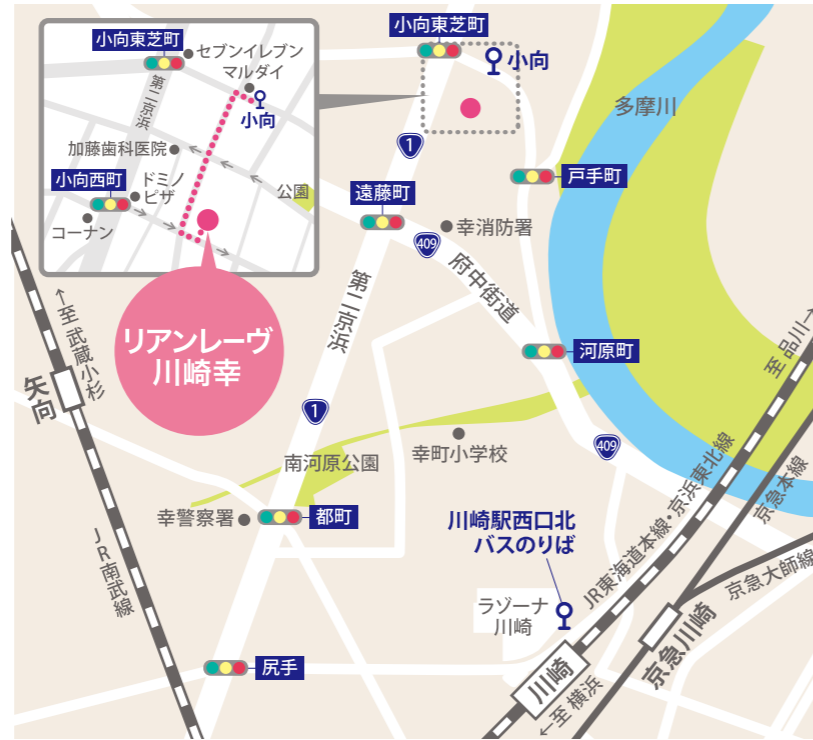 小向東芝町
セブンイレブン
マルダイ
小向
第二京浜
加藤歯科医院
公園
小向西町
ドミノ
ピザ
コーナン
リアンレーヴ
川崎幸
小向東芝町
小向
多摩川
1
戸手町
遠藤町
幸消防署
409
府中街道
第二京浜
河原町
至 品川→
←至 武蔵小杉
矢向
1
南河原公園
幸町小学校
409
幸警察署
都町
川崎駅西口北
バスのりば
JR東海道本線・京浜東北線
京急本線
京急大師線
JR南武線
ラゾーナ
川崎
尻手
川崎
京急川崎
←至 横浜